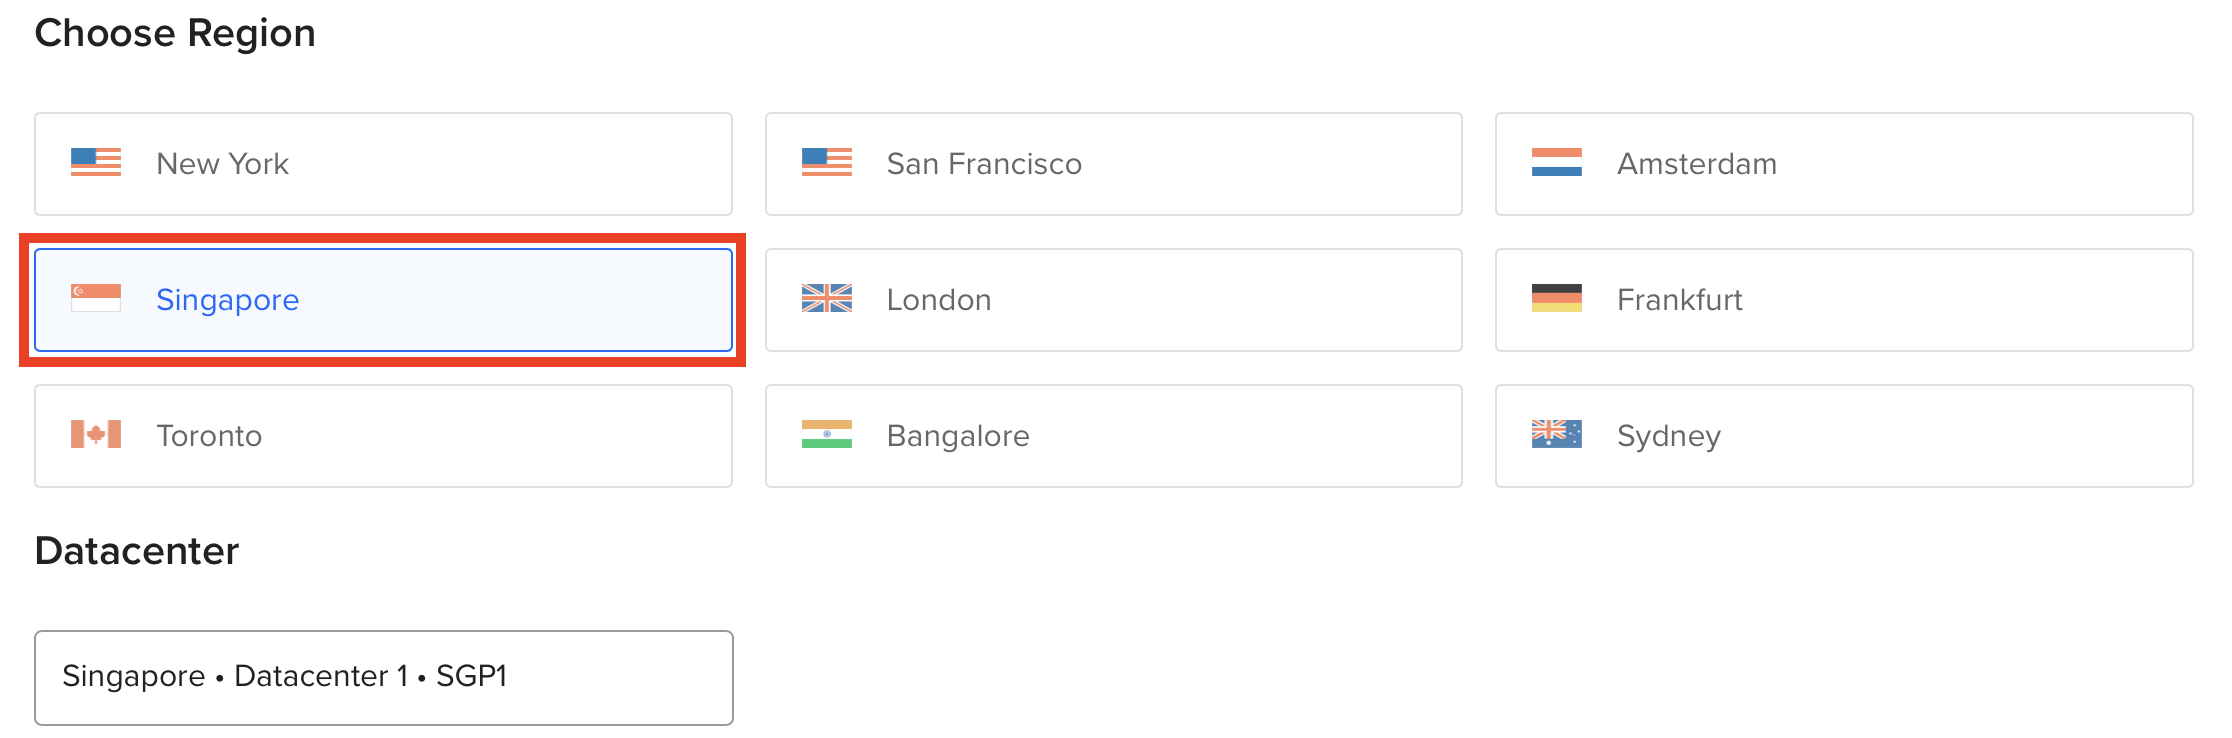 Choose Region
New York
San Francisco
Amsterdam
Singapore
London
Frankfurt
Toronto
Bangalore
Sydney
Datacenter
Singapore • Datacenter 1 • SGP1